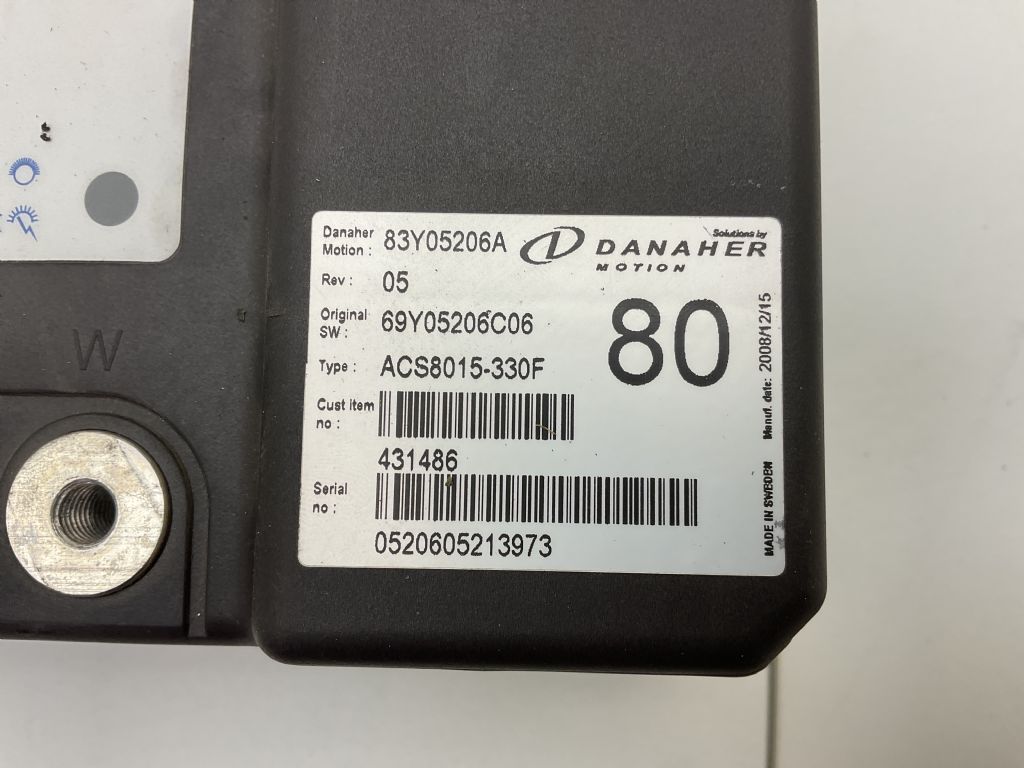 Danaher Motion : 83Y05206A
Solutions by
DANAHER
MOTION
Rev : 05
Original SW : 69Y05206C06
Type : ACS8015-330F
80
Cust item no :
431486
Serial no :
0520605213973
MADE IN SWEDEN Manuf. date: 2008/12/15
W